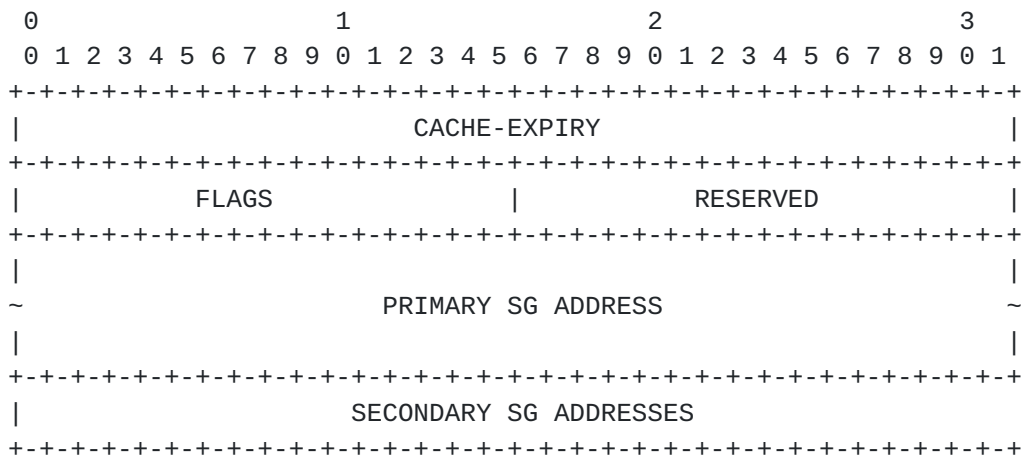 0                   1                   2                   3
 0 1 2 3 4 5 6 7 8 9 0 1 2 3 4 5 6 7 8 9 0 1 2 3 4 5 6 7 8 9 0 1
+-+-+-+-+-+-+-+-+-+-+-+-+-+-+-+-+-+-+-+-+-+-+-+-+-+-+-+-+-+-+-+-+
|                         CACHE-EXPIRY                          |
+-+-+-+-+-+-+-+-+-+-+-+-+-+-+-+-+-+-+-+-+-+-+-+-+-+-+-+-+-+-+-+-+
|           FLAGS               |           RESERVED            |
+-+-+-+-+-+-+-+-+-+-+-+-+-+-+-+-+-+-+-+-+-+-+-+-+-+-+-+-+-+-+-+-+
|                                                               |
~                       PRIMARY SG ADDRESS                      ~
|                                                               |
+-+-+-+-+-+-+-+-+-+-+-+-+-+-+-+-+-+-+-+-+-+-+-+-+-+-+-+-+-+-+-+-+
|                     SECONDARY SG ADDRESSES
+-+-+-+-+-+-+-+-+-+-+-+-+-+-+-+-+-+-+-+-+-+-+-+-+-+-+-+-+-+-+-+-+